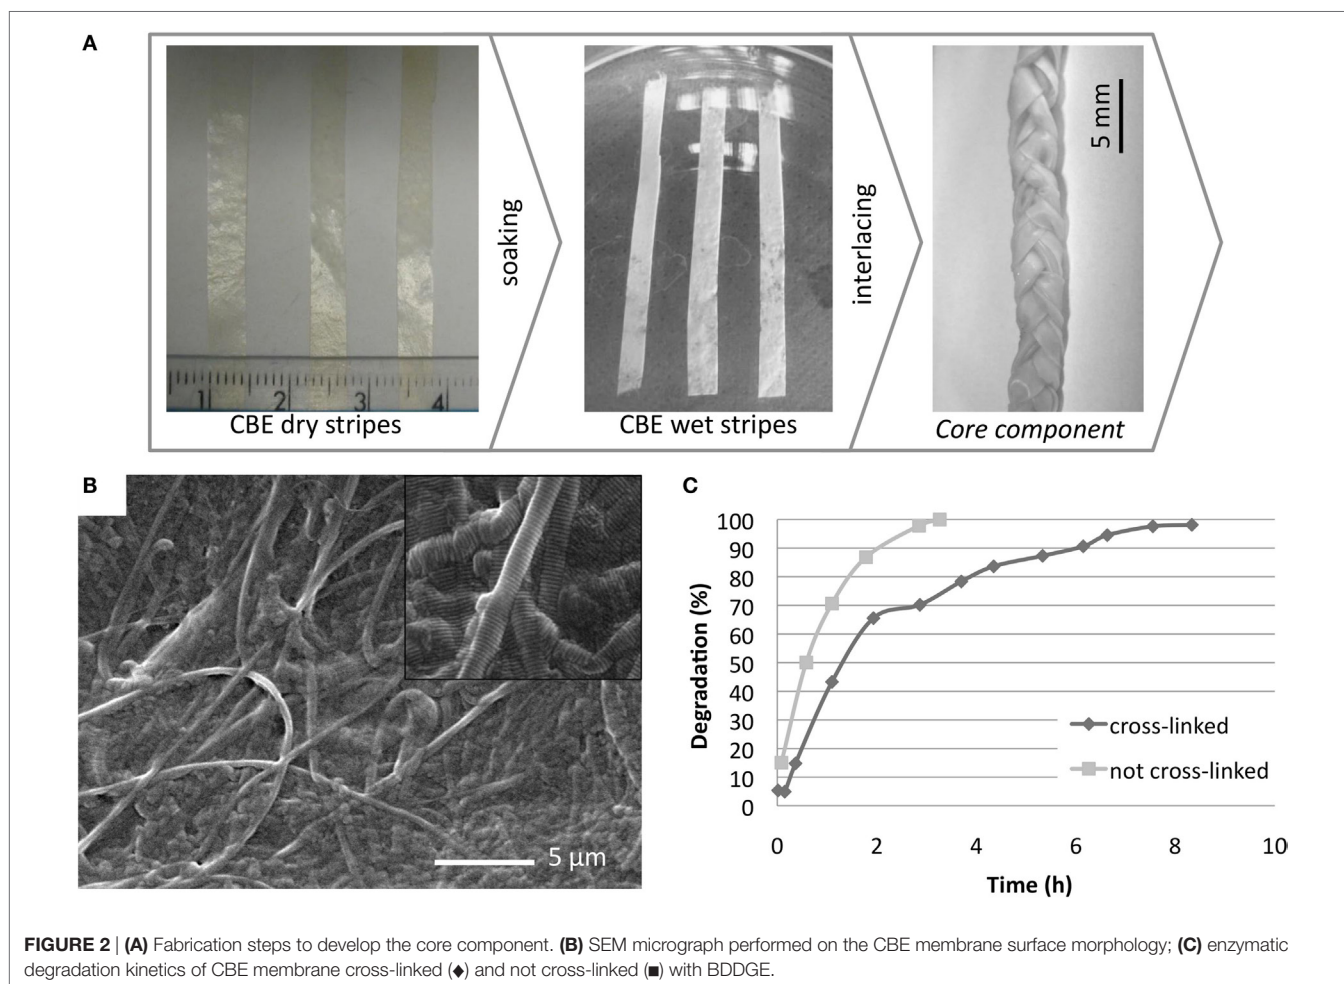 A
soaking
interlacing
5 mm
1 2 3 4
CBE dry stripes
CBE wet stripes
Core component
B
5 µm
C
Degradation (%)
100
90
80
70
60
50
40
30
20
10
0
cross-linked
not cross-linked
0 2 4 6 8 10
Time (h)
FIGURE 2 | (A) Fabrication steps to develop the core component. (B) SEM micrograph performed on the CBE membrane surface morphology; (C) enzymatic
degradation kinetics of CBE membrane cross-linked (◆) and not cross-linked (■) with BDDGE.